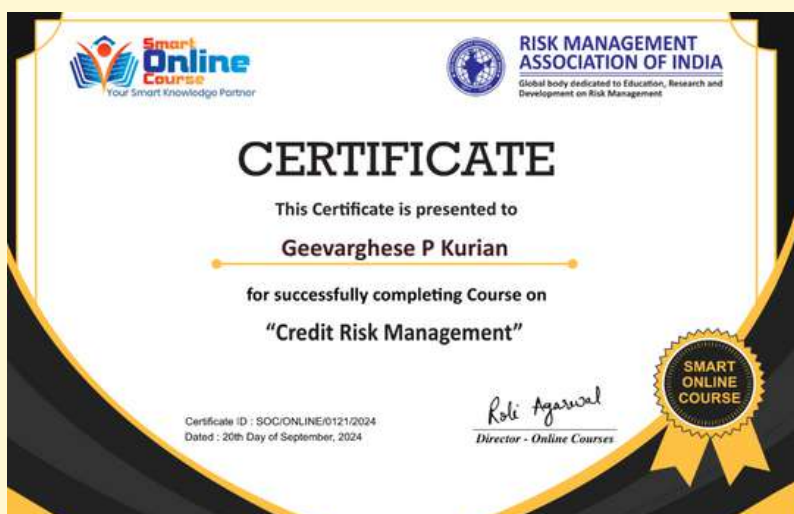 Smart
Online
Course
Your Smart Knowledge Partner
RISK MANAGEMENT
ASSOCIATION OF INDIA
Global body dedicated to Education, Research and
Development on Risk Management
CERTIFICATE
This Certificate is presented to
Geevarghese P Kurian
for successfully completing Course on
“Credit Risk Management”
Certificate ID : SOC/ONLINE/0121/2024
Dated : 20th Day of September, 2024
Roli Agarwal
Director - Online Courses
SMART
ONLINE
COURSE